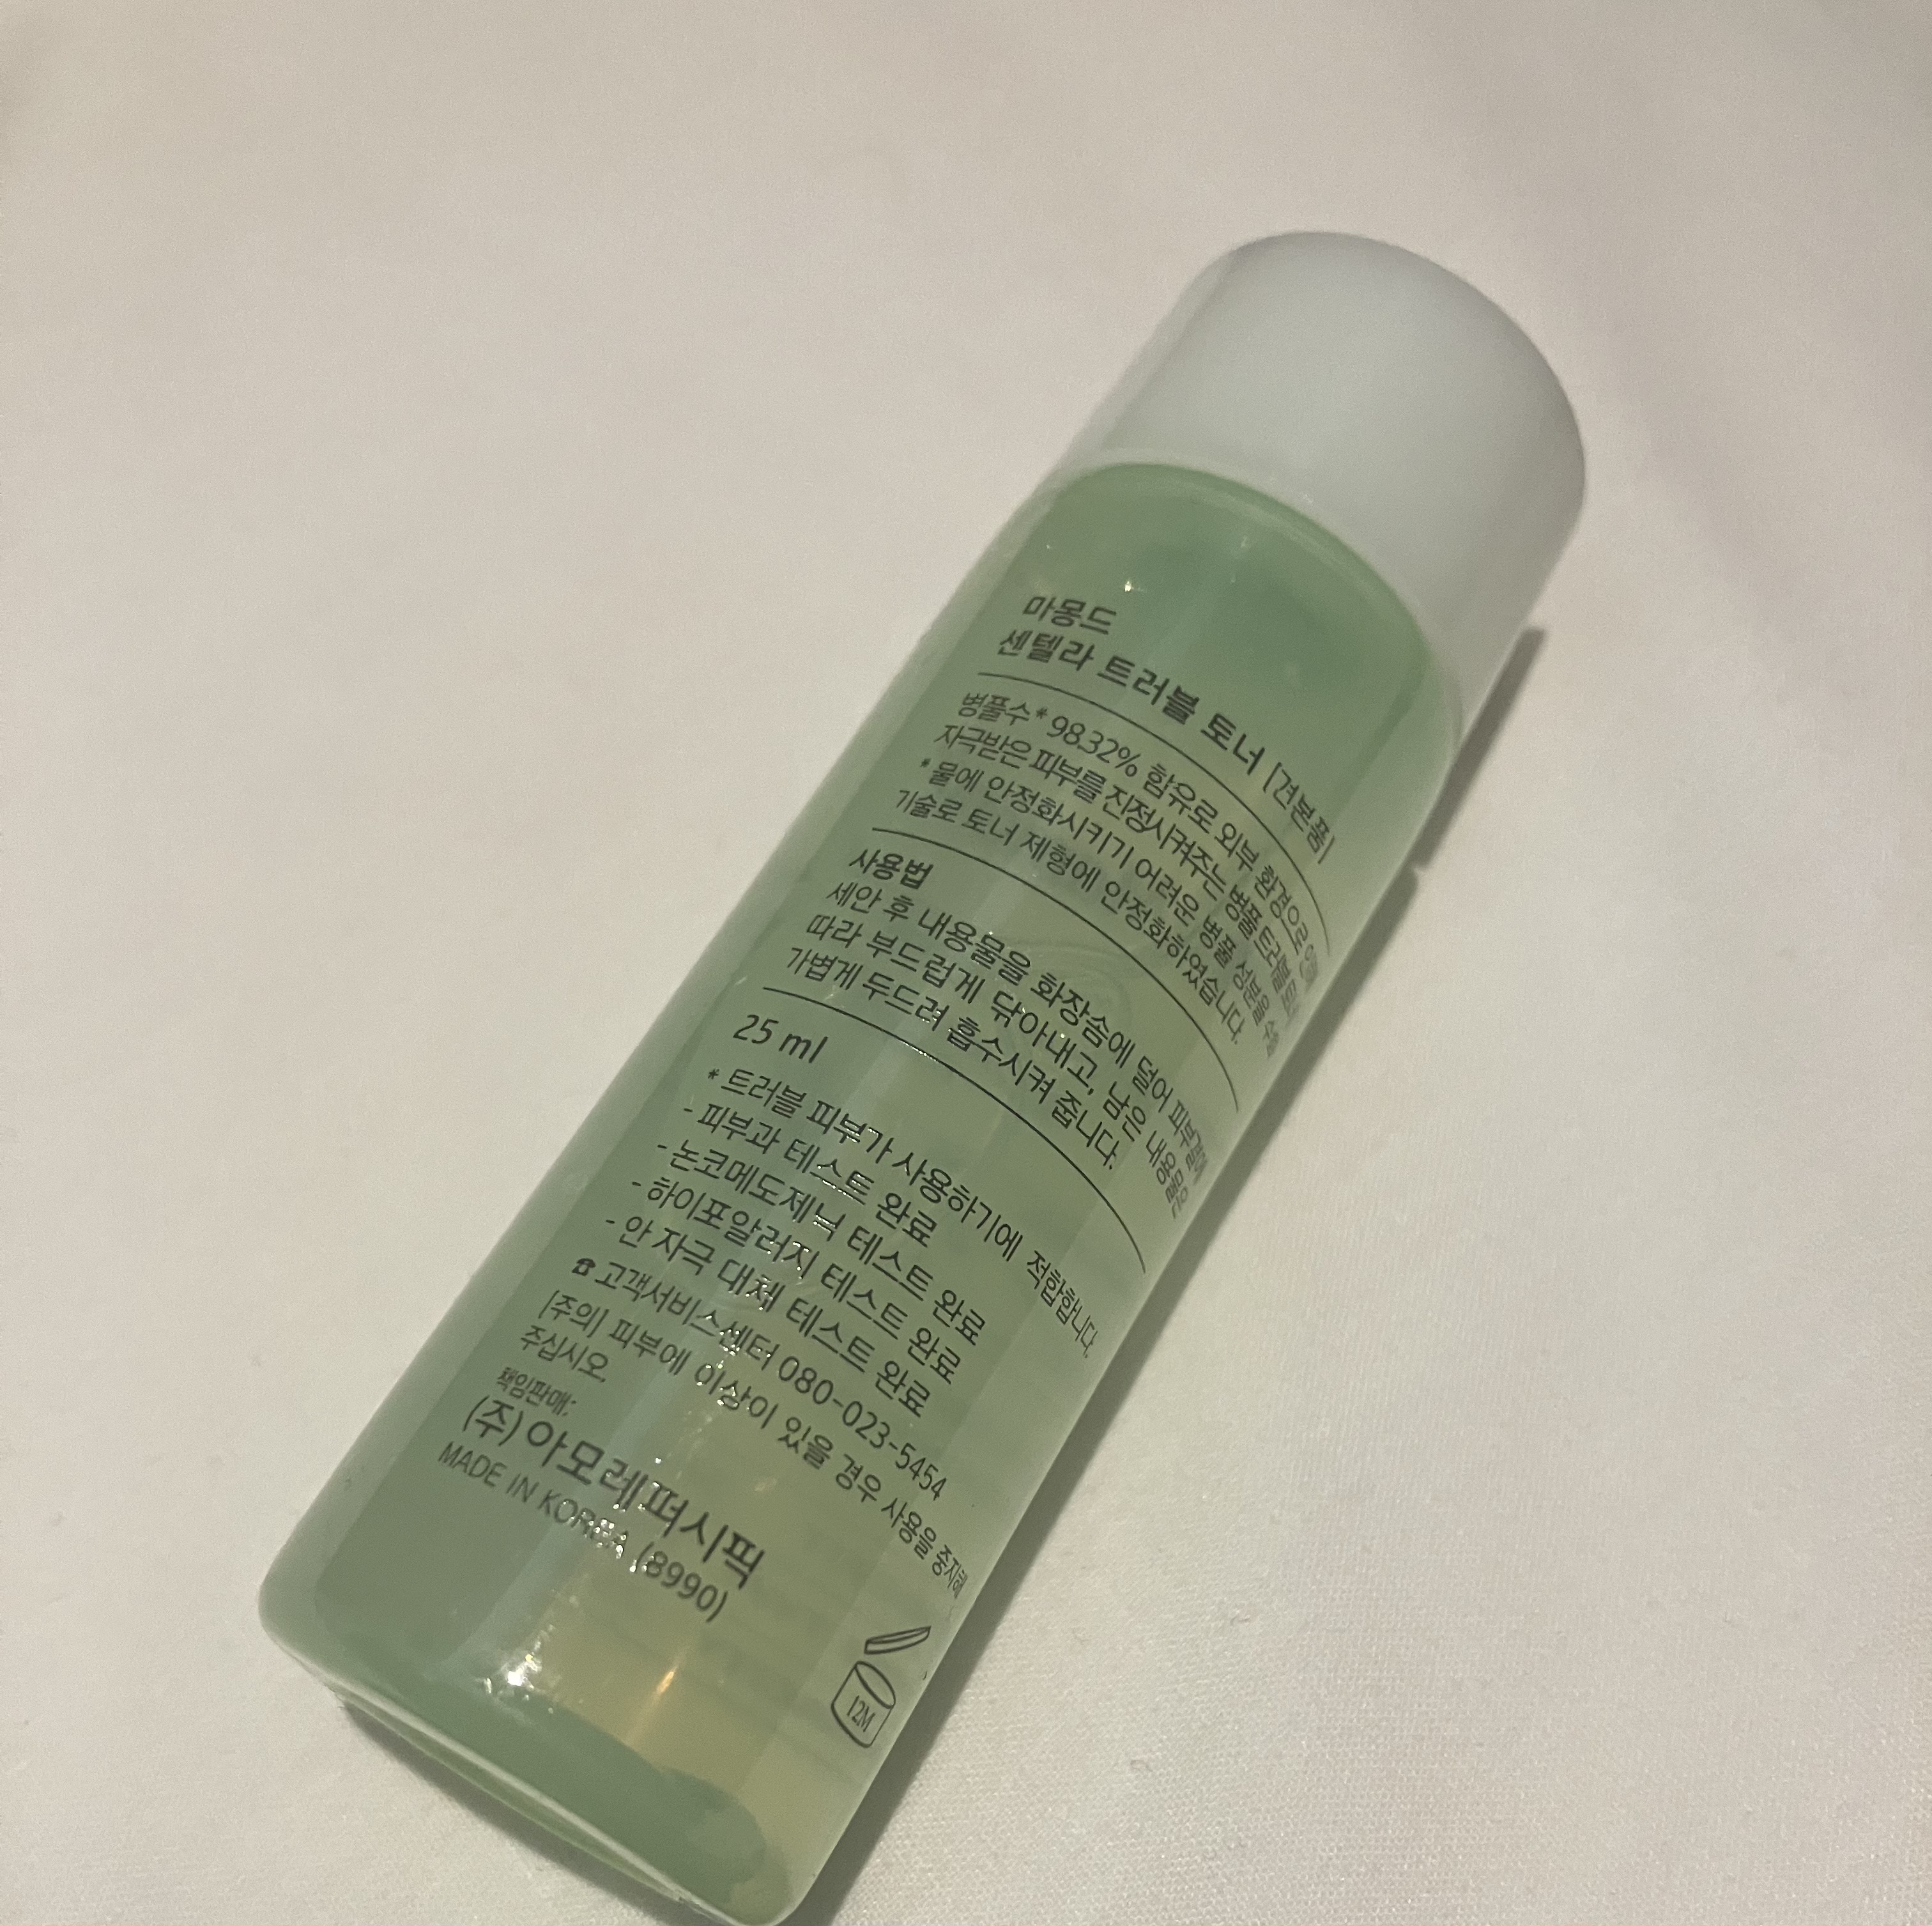 마몽드
센텔라 트러블 토너 [견본품]
병풀수* 98.32% 함유로 외부 환경으로 인해
자극받은 피부를 진정시켜주는 병풀 트러블 토너
* 물에 안정화시키기 어려운 병풀 성분을 수용화
기술로 토너 제형에 안정화하였습니다.
사용법
세안 후 내용물을 화장솜에 덜어 피부결에
따라 부드럽게 닦아내고, 남은 내용물은
가볍게 두드려 흡수시켜 줍니다.
25 ml
* 트러블 피부가 사용하기에 적합합니다.
- 피부과 테스트 완료
- 논코메도제닉 테스트 완료
- 하이포알러지 테스트 완료
- 안 자극 대체 테스트 완료
☎ 고객서비스센터 080-023-5454
[주의] 피부에 이상이 있을 경우 사용을 중지해
주십시오.
책임판매:
(주)아모레퍼시픽
MADE IN KOREA (8990)
12M